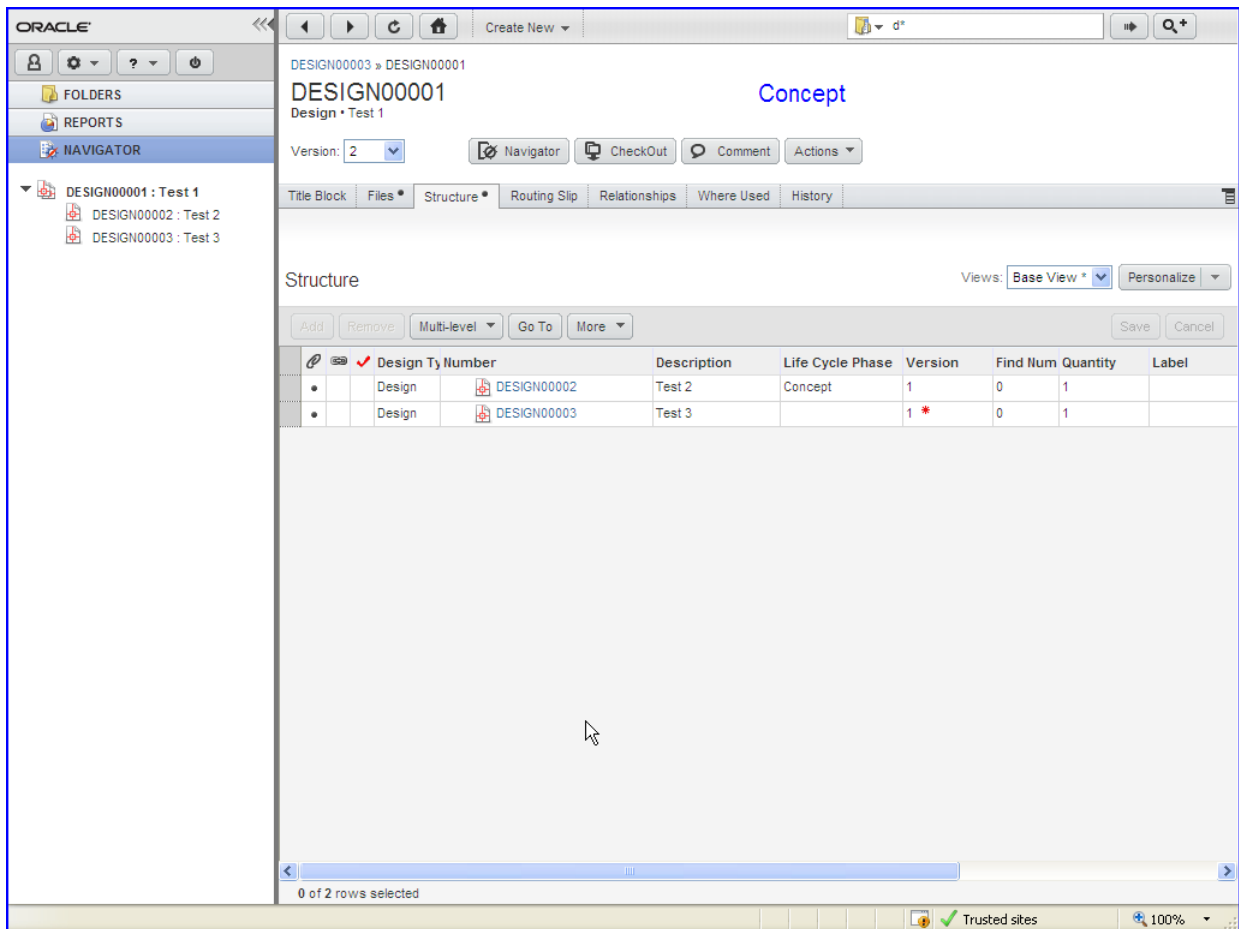 ORACLE
Create New
d*
?
FOLDERS
REPORTS
NAVIGATOR
DESIGN00001 : Test 1
DESIGN00002 : Test 2
DESIGN00003 : Test 3
DESIGN00003 » DESIGN00001
DESIGN00001
Concept
Design • Test 1
Version: 2 Navigator CheckOut Comment Actions
Title Block Files • Structure • Routing Slip Relationships Where Used History
Structure
Views: Base View * Personalize
Add Remove Multi-level Go To More Save Cancel
Design Ty Number Description Life Cycle Phase Version Find Num Quantity Label
Design DESIGN00002 Test 2 Concept 1 0 1
Design DESIGN00003 Test 3 1 * 0 1
0 of 2 rows selected
Trusted sites 100%